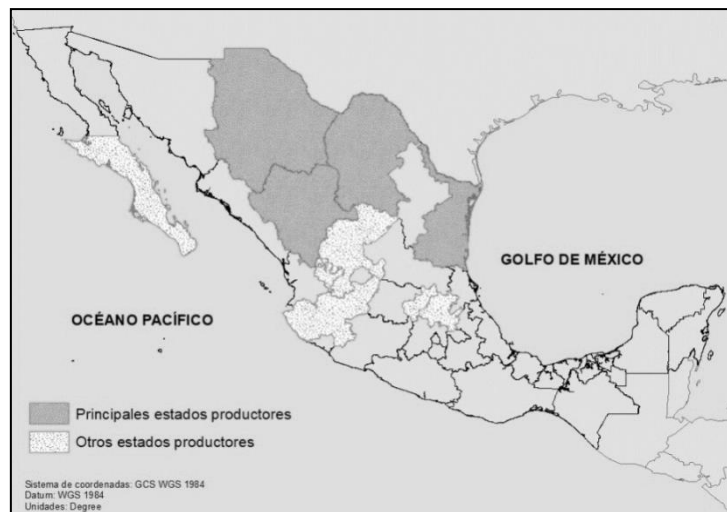 GOLFO DE MÉXICO
OCÉANO PACÍFICO
Principales estados productores
Otros estados productores
Sistema de coordenadas: GCS WGS 1984
Datum: WGS 1984
Unidades: Degree